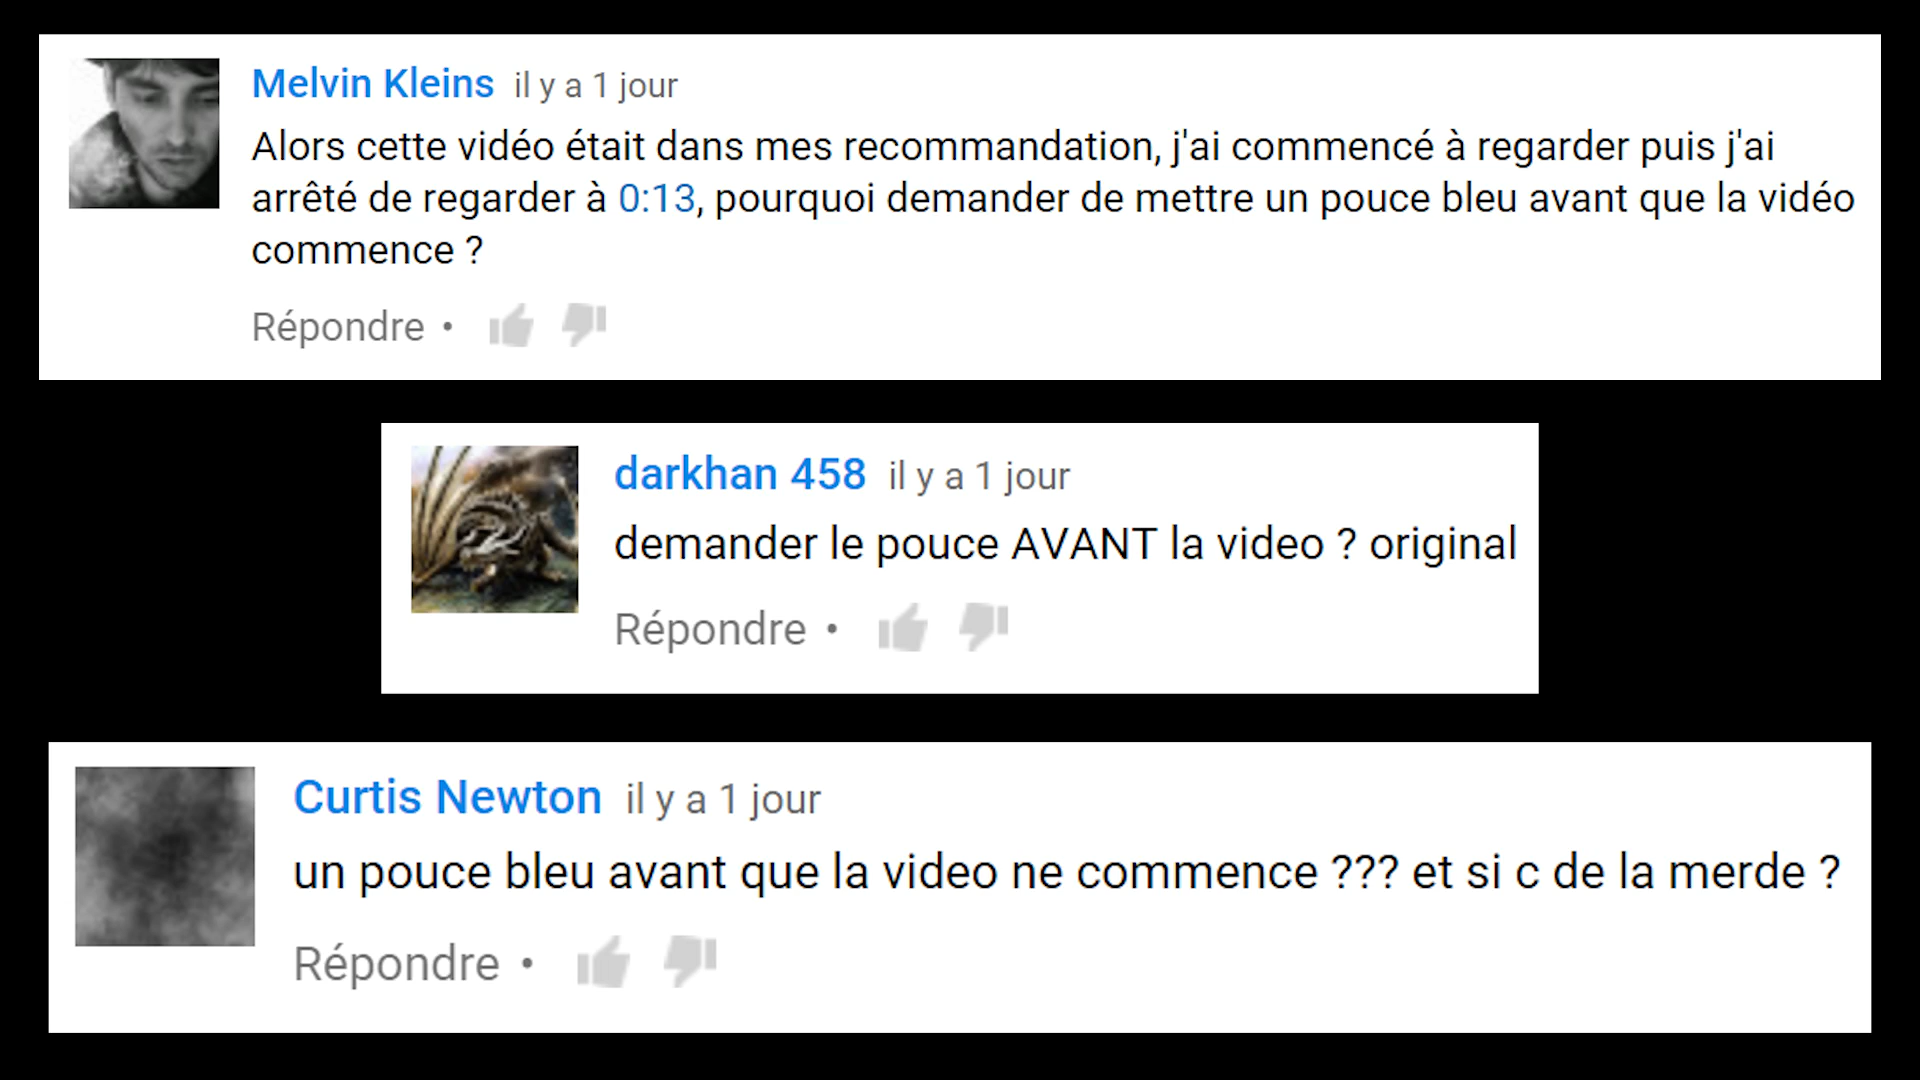 Melvin Kleins il y a 1 jour
Alors cette vidéo était dans mes recommandation, j'ai commencé à regarder puis j'ai
arrêté de regarder à 0:13, pourquoi demander de mettre un pouce bleu avant que la vidéo
commence ?
Répondre •
darkhan 458 il y a 1 jour
demander le pouce AVANT la video ? original
Répondre •
Curtis Newton il y a 1 jour
un pouce bleu avant que la video ne commence ??? et si c de la merde ?
Répondre •